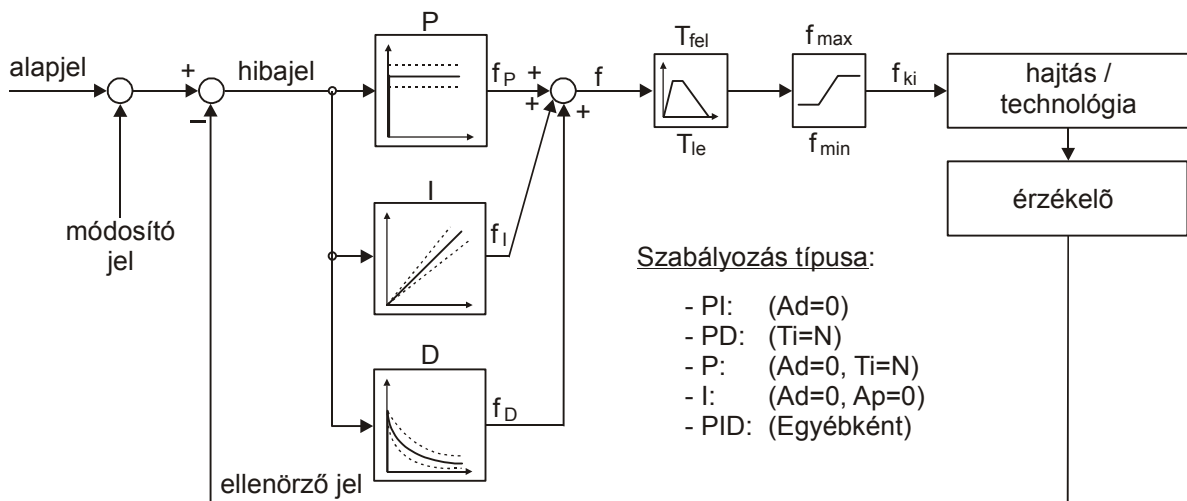 P
alapjel
+
hibajel
f P
+
f
T fel
f max
f ki
hajtás /
technológia
−
+
+
T le
f min
módosító
jel
I
f I
érzékelõ
Szabályozás típusa:
- PI: (Ad=0)
- PD: (Ti=N)
- P: (Ad=0, Ti=N)
- I: (Ad=0, Ap=0)
- PID: (Egyébként)
D
f D
ellenörző jel